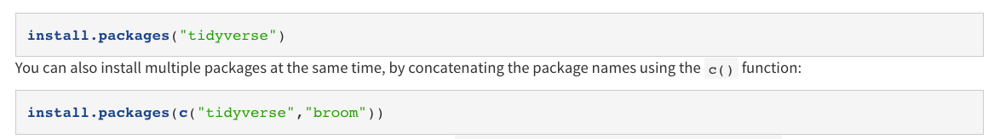 install.packages("tidyverse")
You can also install multiple packages at the same time, by concatenating the package names using the c() function:
install.packages(c("tidyverse","broom"))